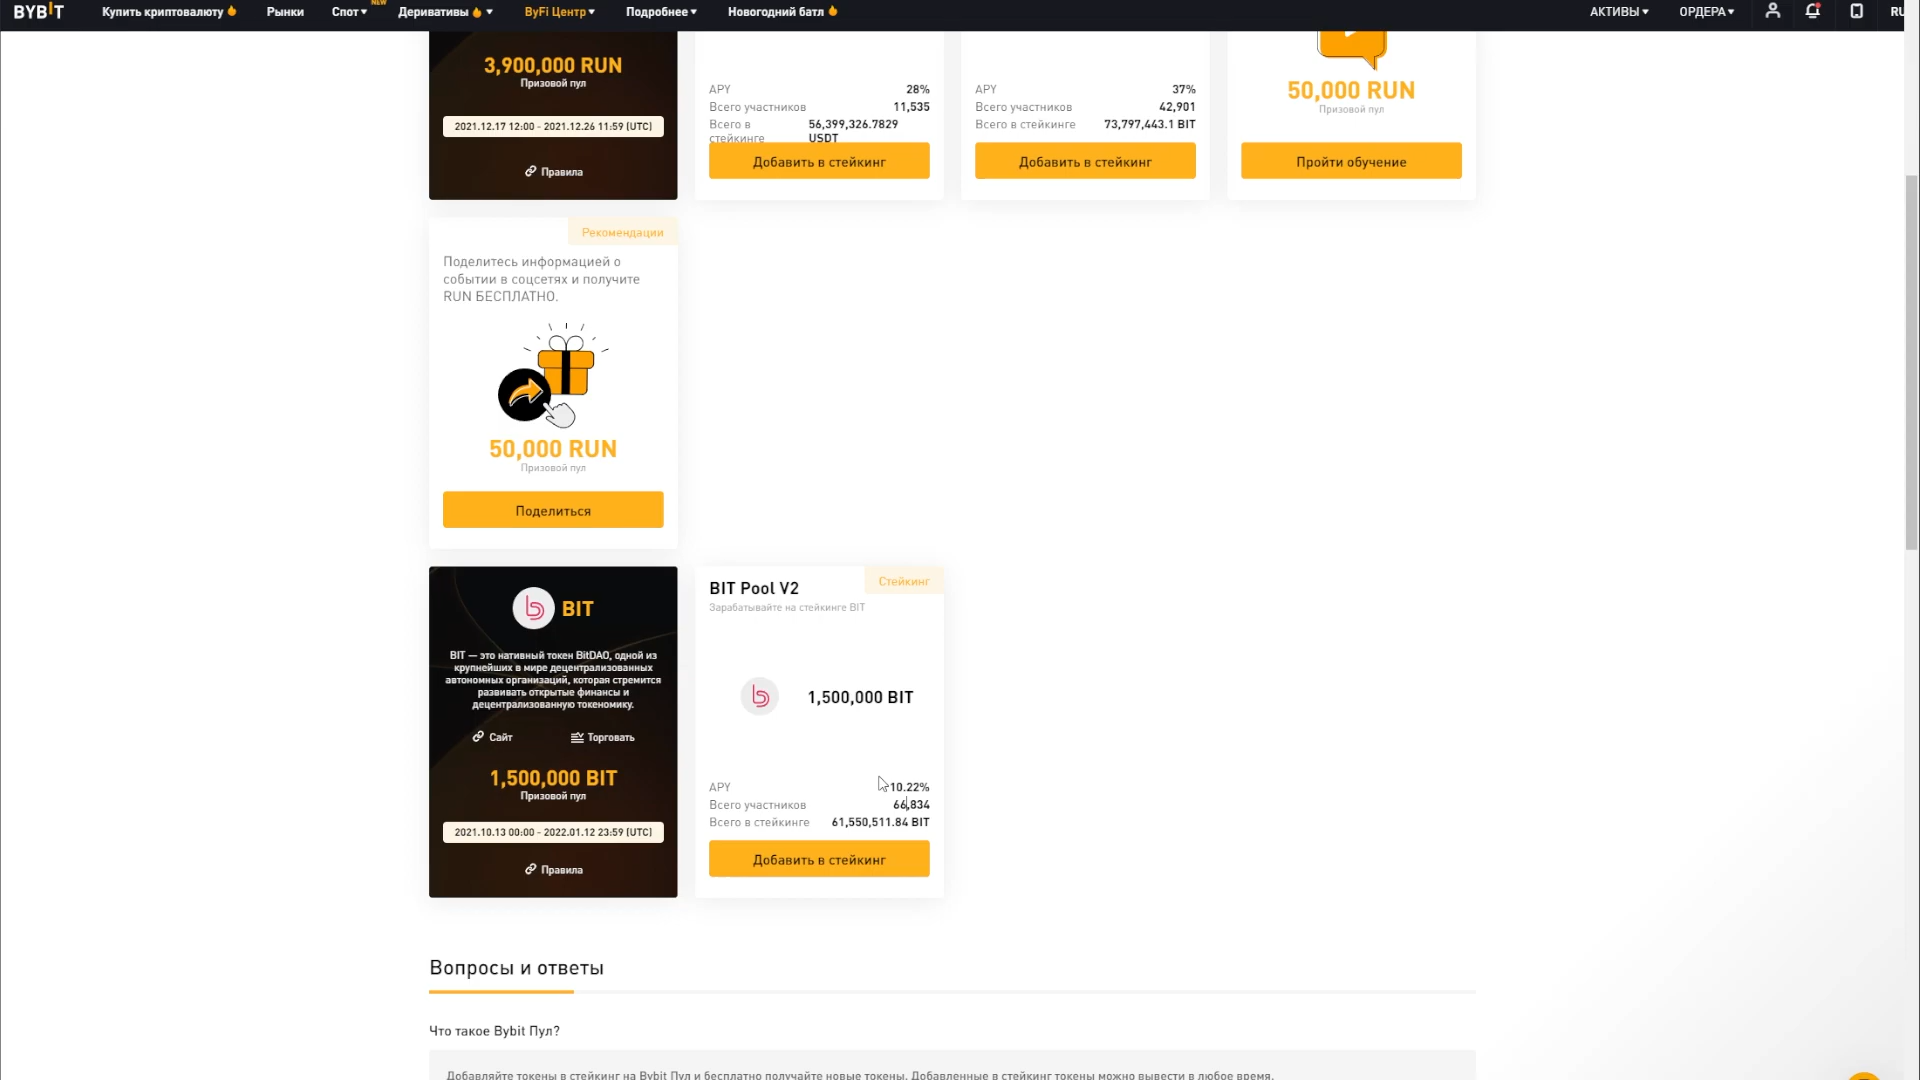 BYBIT Купить криптовалюту Рынки Спот NEW Деривативы ByFi Центр Подробнее Новогодний батл АКТИВЫ ОРДЕРА RU
3,900,000 RUN
Призовой пул
2021.12.17 12:00 - 2021.12.26 11:59 (UTC)
Правила
APY 28%
Всего участников 11,535
Всего в стейкинге 56,399,326.7829 USDT
Добавить в стейкинг
APY 37%
Всего участников 42,901
Всего в стейкинге 73,797,443.1 BIT
Добавить в стейкинг
50,000 RUN
Призовой пул
Пройти обучение
Рекомендации
Поделитесь информацией о
событии в соцсетях и получите
RUN БЕСПЛАТНО.
50,000 RUN
Призовой пул
Поделиться
BIT
BIT — это нативный токен BitDAO, одной из
крупнейших в мире децентрализованных
автономных организаций, которая стремится
развивать открытые финансы и
децентрализованную токеномику.
Сайт Торговать
1,500,000 BIT
Призовой пул
2021.10.13 00:00 - 2022.01.12 23:59 (UTC)
Правила
Стейкинг
BIT Pool V2
Зарабатывайте на стейкинге BIT
1,500,000 BIT
APY 10.22%
Всего участников 66,834
Всего в стейкинге 61,550,511.84 BIT
Добавить в стейкинг
Вопросы и ответы
Что такое Bybit Пул?
Добавляйте токены в стейкинг на Bybit Пул и бесплатно получайте новые токены. Добавленные в стейкинг токены можно вывести в любое время.